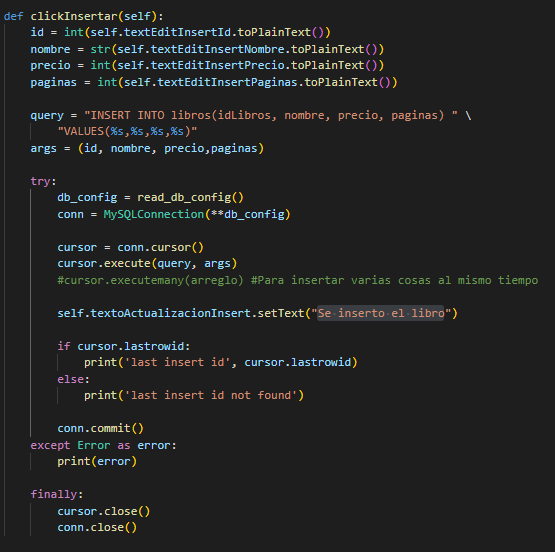 def clickInsertar(self):
    id = int(self.textEditInsertId.toPlainText())
    nombre = str(self.textEditInsertNombre.toPlainText())
    precio = int(self.textEditInsertPrecio.toPlainText())
    paginas = int(self.textEditInsertPaginas.toPlainText())

    query = "INSERT INTO libros(idLibros, nombre, precio, paginas) " \
        "VALUES(%s,%s,%s,%s)"
    args = (id, nombre, precio,paginas)

    try:
        db_config = read_db_config()
        conn = MySQLConnection(**db_config)

        cursor = conn.cursor()
        cursor.execute(query, args)
        #cursor.executemany(arreglo) #Para insertar varias cosas al mismo tiempo

        self.textoActualizacionInsert.setText("Se inserto el libro")

        if cursor.lastrowid:
            print('last insert id', cursor.lastrowid)
        else:
            print('last insert id not found')

        conn.commit()
    except Error as error:
        print(error)

    finally:
        cursor.close()
        conn.close()